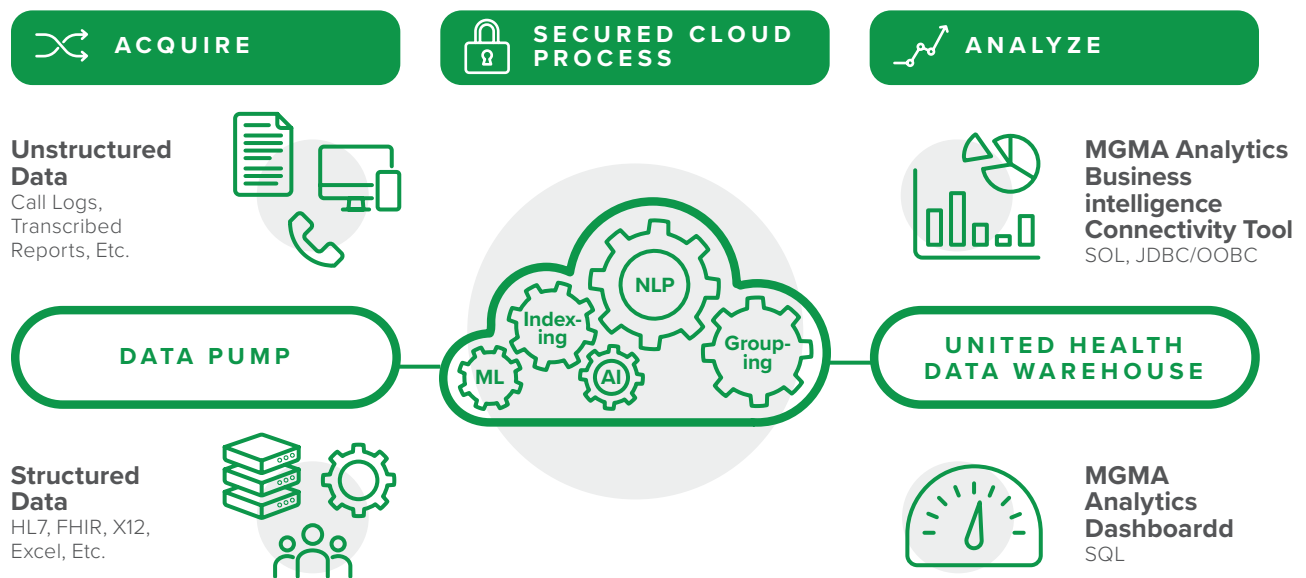 ACQUIRE
SECURED CLOUD
PROCESS
ANALYZE
Unstructured
Data
Call Logs,
Transcribed
Reports, Etc.
MGMA Analytics
Business
intelligence
Connectivity Tool
SOL, JDBC/OOBC
NLP
Index-
ing
Group-
ing
ML
AI
DATA PUMP
UNITED HEALTH
DATA WAREHOUSE
Structured
Data
HL7, FHIR, X12,
Excel, Etc.
MGMA
Analytics
Dashboardd
SQL